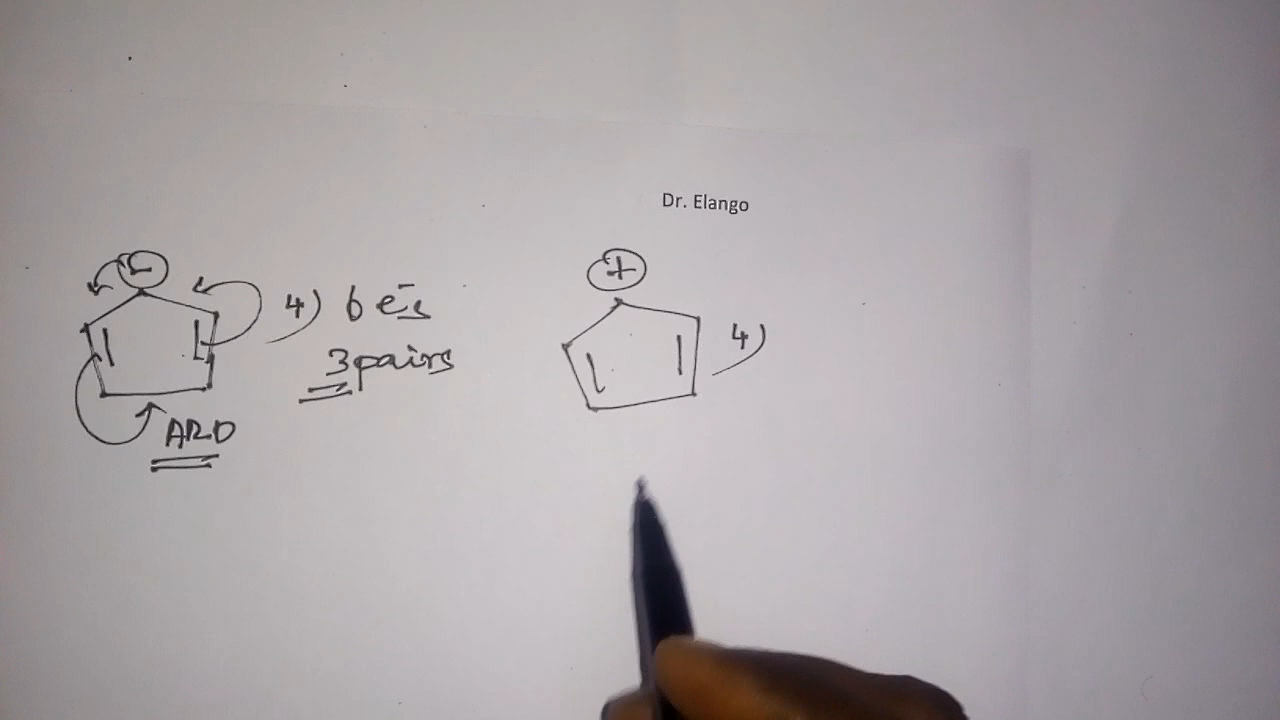 Dr. Elango
−
4) 6 e⁻s
3 pairs
ARO
+
4)